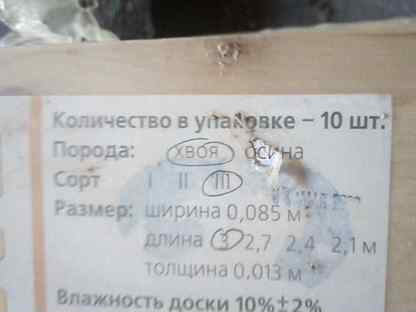 Количество в упаковке – 10 шт.
Порода: хвоя осина
Сорт I II III
Размер: ширина 0,085 м
длина 3 2,7 2,4 2,1 м
толщина 0,013 м
Влажность доски 10%±2%